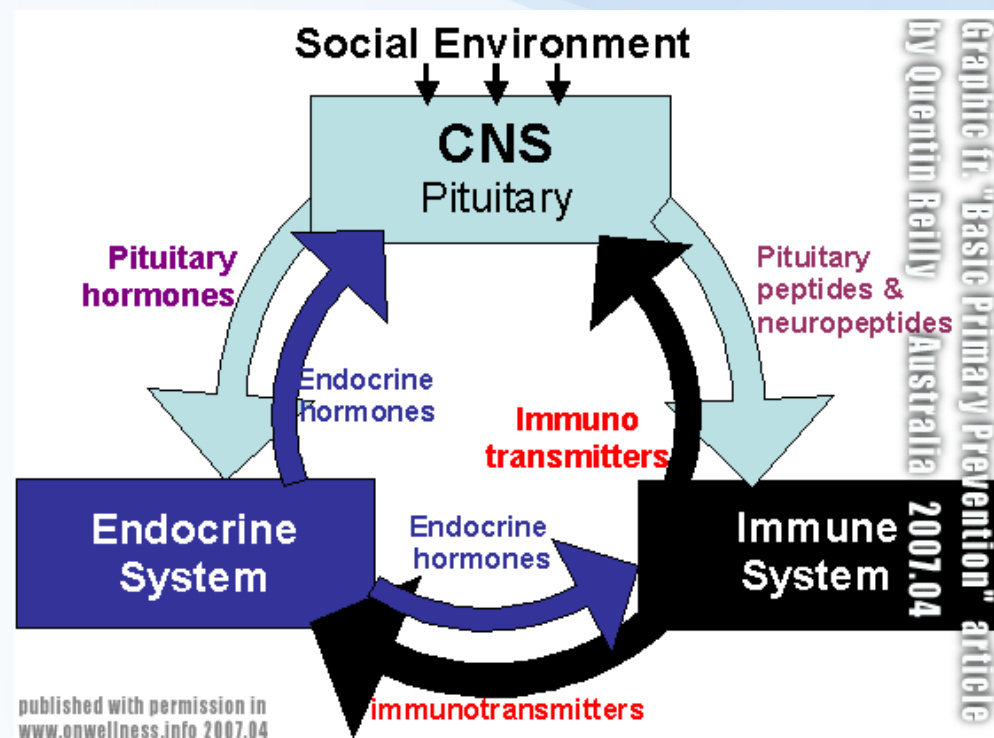 Social Environment
CNS
Pituitary
Pituitary
hormones
Pituitary
peptides &
neuropeptides
Endocrine
hormones
Immuno
transmitters
Endocrine
System
Endocrine
hormones
Immune
System
immunotransmitters
published with permission in
www.onwellness.info 2007.04
Graphic fr. "Basic Primary Prevention" article
by Quentin Reilly Australia 2007.04